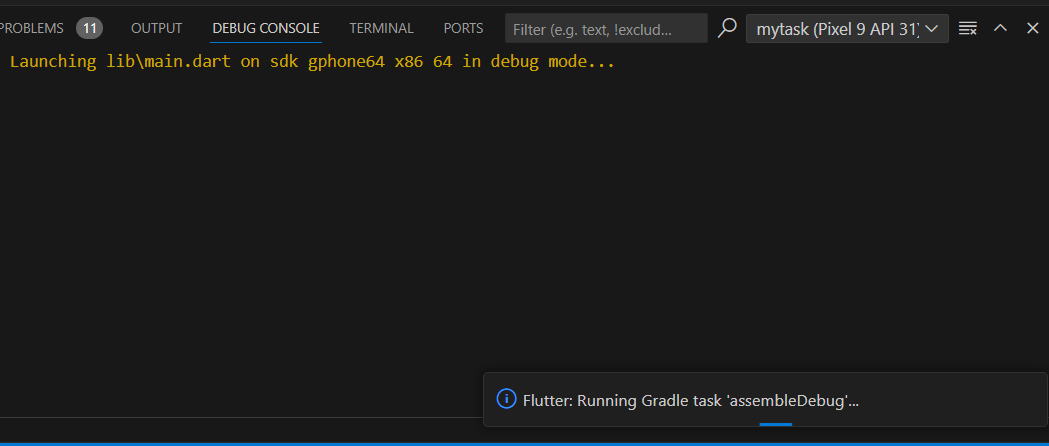 PROBLEMS 11 OUTPUT DEBUG CONSOLE TERMINAL PORTS Filter (e.g. text, !exclud... mytask (Pixel 9 API 31)
Launching lib\main.dart on sdk gphone64 x86 64 in debug mode...
Flutter: Running Gradle task 'assembleDebug'...